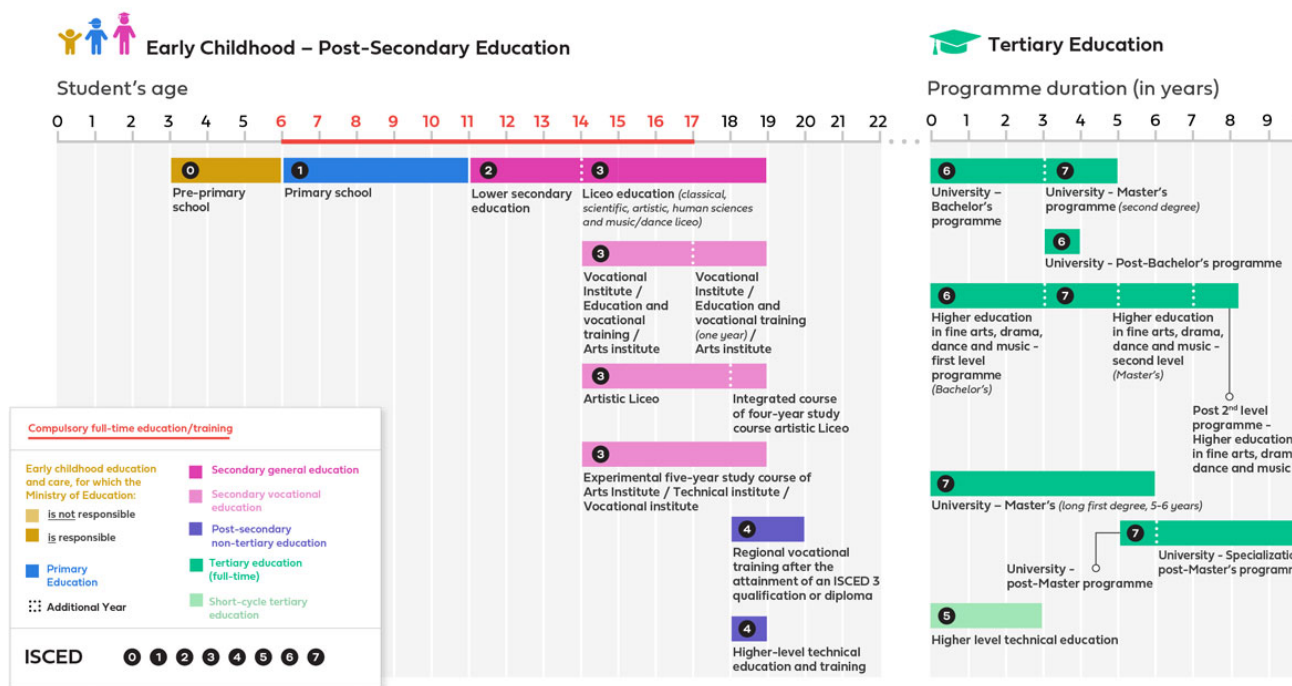 Early Childhood – Post-Secondary Education
Student's age
0 1 2 3 4 5 6 7 8 9 10 11 12 13 14 15 16 17 18 19 20 21 22
0
Pre-primary
school
1
Primary school
2
Lower secondary
education
3
Liceo education (classical,
scientific, artistic, human sciences
and music/dance liceo)
3
Vocational
Institute /
Education and
vocational
training /
Arts institute
Vocational
Institute /
Education and
vocational training
(one year) /
Arts institute
3
Artistic Liceo
Integrated course
of four-year study
course artistic Liceo
3
Experimental five-year study course of
Arts Institute / Technical institute /
Vocational institute
4
Regional vocational
training after the
attainment of an ISCED 3
qualification or diploma
4
Higher-level technical
education and training
Tertiary Education
Programme duration (in years)
0 1 2 3 4 5 6 7 8 9
6
University –
Bachelor's
programme
7
University - Master's
programme (second degree)
6
University - Post-Bachelor's programme
6
Higher education
in fine arts, drama,
dance and music -
first level
programme
(Bachelor's)
7
Higher education
in fine arts, drama,
dance and music -
second level
(Master's)
Post 2nd level
programme -
Higher education
in fine arts, dram
dance and music
7
University – Master's (long first degree, 5-6 years)
7
University -
post-Master programme
University - Specializatio
post-Master's programm
5
Higher level technical education
Compulsory full-time education/training
Early childhood education
and care, for which the
Ministry of Education:
is not responsible
is responsible
Primary
Education
Additional Year
Secondary general education
Secondary vocational
education
Post-secondary
non-tertiary education
Tertiary education
(full-time)
Short-cycle tertiary
education
ISCED 0 1 2 3 4 5 6 7